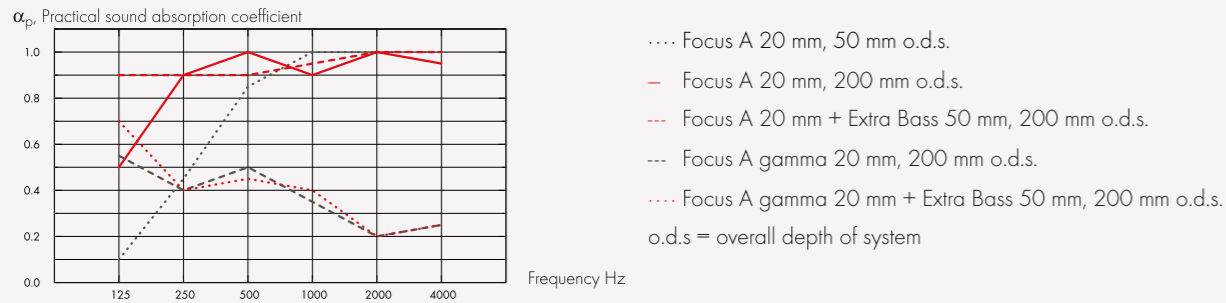 αp, Practical sound absorption coefficient
1.0
0.8
0.6
0.4
0.2
0.0
125 250 500 1000 2000 4000
Frequency Hz
···· Focus A 20 mm, 50 mm o.d.s.
— Focus A 20 mm, 200 mm o.d.s.
--- Focus A 20 mm + Extra Bass 50 mm, 200 mm o.d.s.
--- Focus A gamma 20 mm, 200 mm o.d.s.
···· Focus A gamma 20 mm + Extra Bass 50 mm, 200 mm o.d.s.
o.d.s = overall depth of system